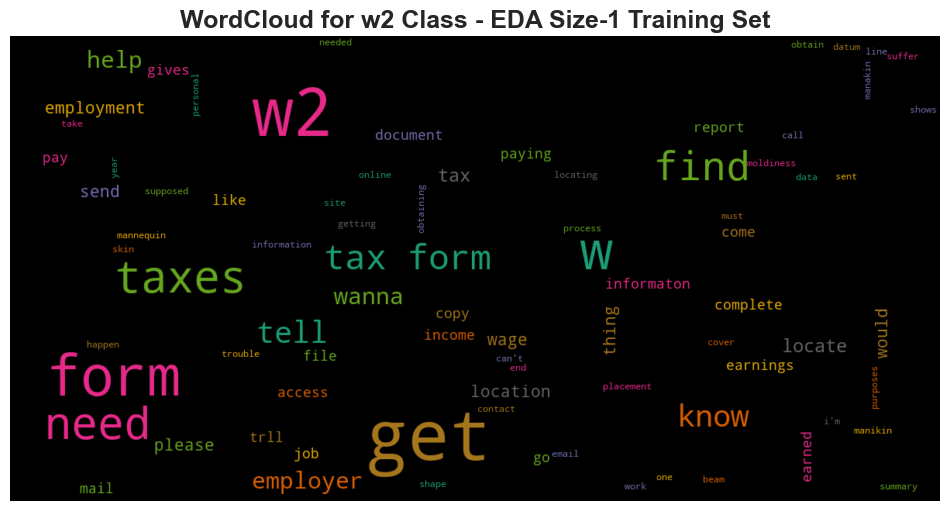 WordCloud for w2 Class - EDA Size-1 Training Set
needed
help
gives
personal
employment
take
w2
document
obtain
datum
line
suffer
manakin
shows
report
call
pay
year
send
supposed
like
online
site
obtaining
tax
paying
locating
find
moldiness
data
sent
getting
mannequin
skin
information
process
must
come
taxes
tax form
w
wanna
informaton
tell
copy
income
wage
thing
complete
cover
locate
would
happen
trouble
file
can't
end
earnings
form
access
location
placement
purposes
need
contact
know
i'm
manikin
please
trll
job
get
go
email
earned
mail
employer
shape
work
one
beam
summary